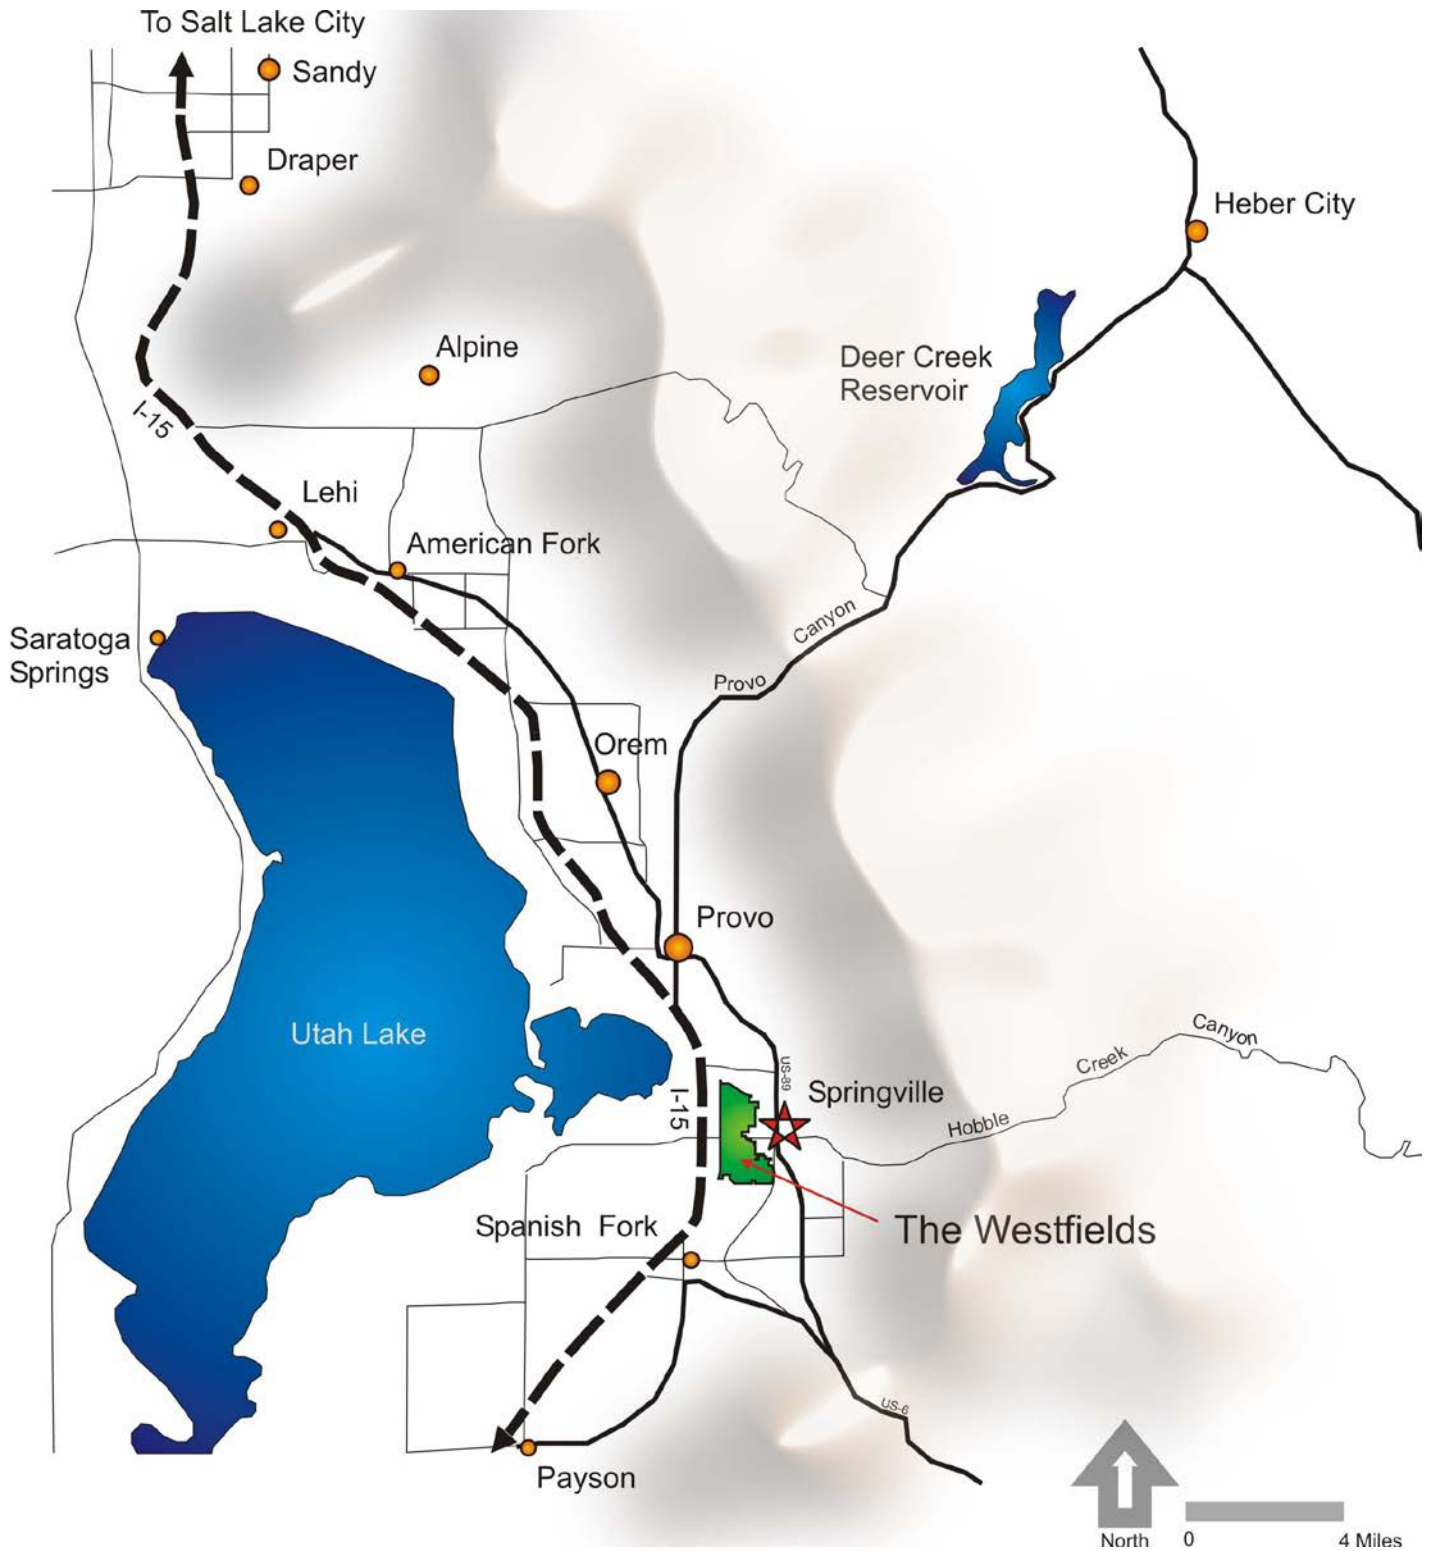 To Salt Lake City
Sandy
Draper
Heber City
Alpine
Deer Creek
Reservoir
I-15
Lehi
American Fork
Canyon
Saratoga
Springs
Provo
Orem
Provo
Utah Lake
Canyon
Creek
US-89
Springville
I-15
Hobble
Spanish Fork
The Westfields
US-6
Payson
North
0
4 Miles